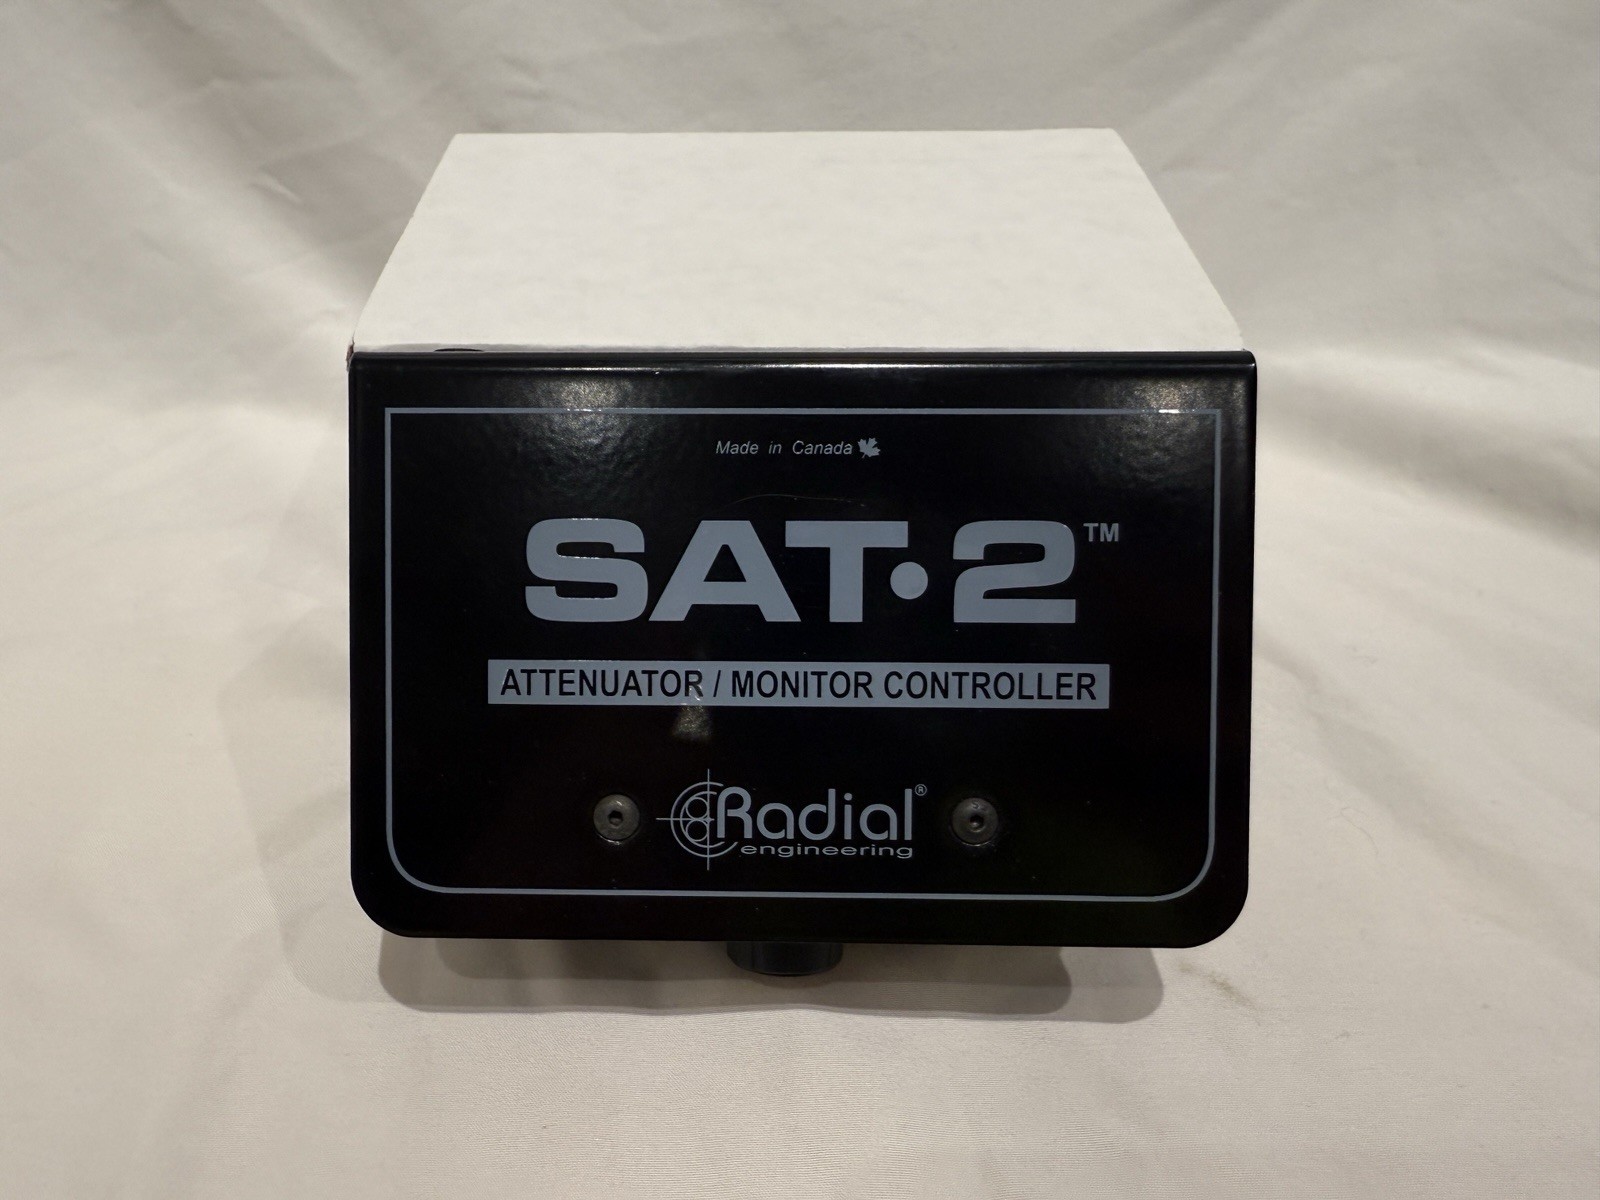 Made in Canada
SAT·2™
ATTENUATOR / MONITOR CONTROLLER
Radial®
engineering